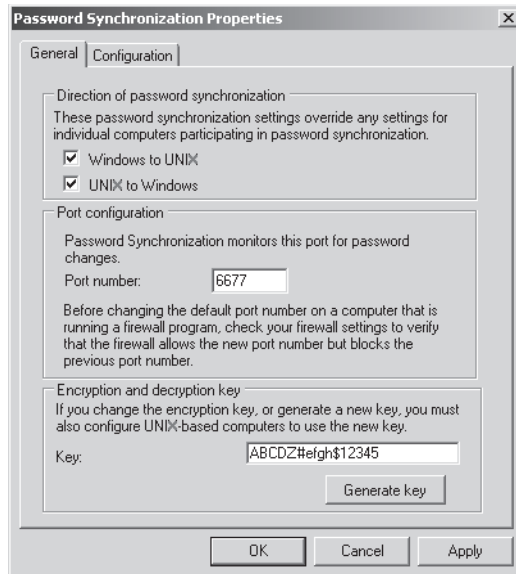 Password Synchronization Properties
General
Configuration
Direction of password synchronization
These password synchronization settings override any settings for
individual computers participating in password synchronization.
Windows to UNIX
UNIX to Windows
Port configuration
Password Synchronization monitors this port for password
changes.
Port number: 6677
Before changing the default port number on a computer that is
running a firewall program, check your firewall settings to verify
that the firewall allows the new port number but blocks the
previous port number.
Encryption and decryption key
If you change the encryption key, or generate a new key, you must
also configure UNIX-based computers to use the new key.
Key: ABCDZ#efgh$12345
Generate key
OK Cancel Apply